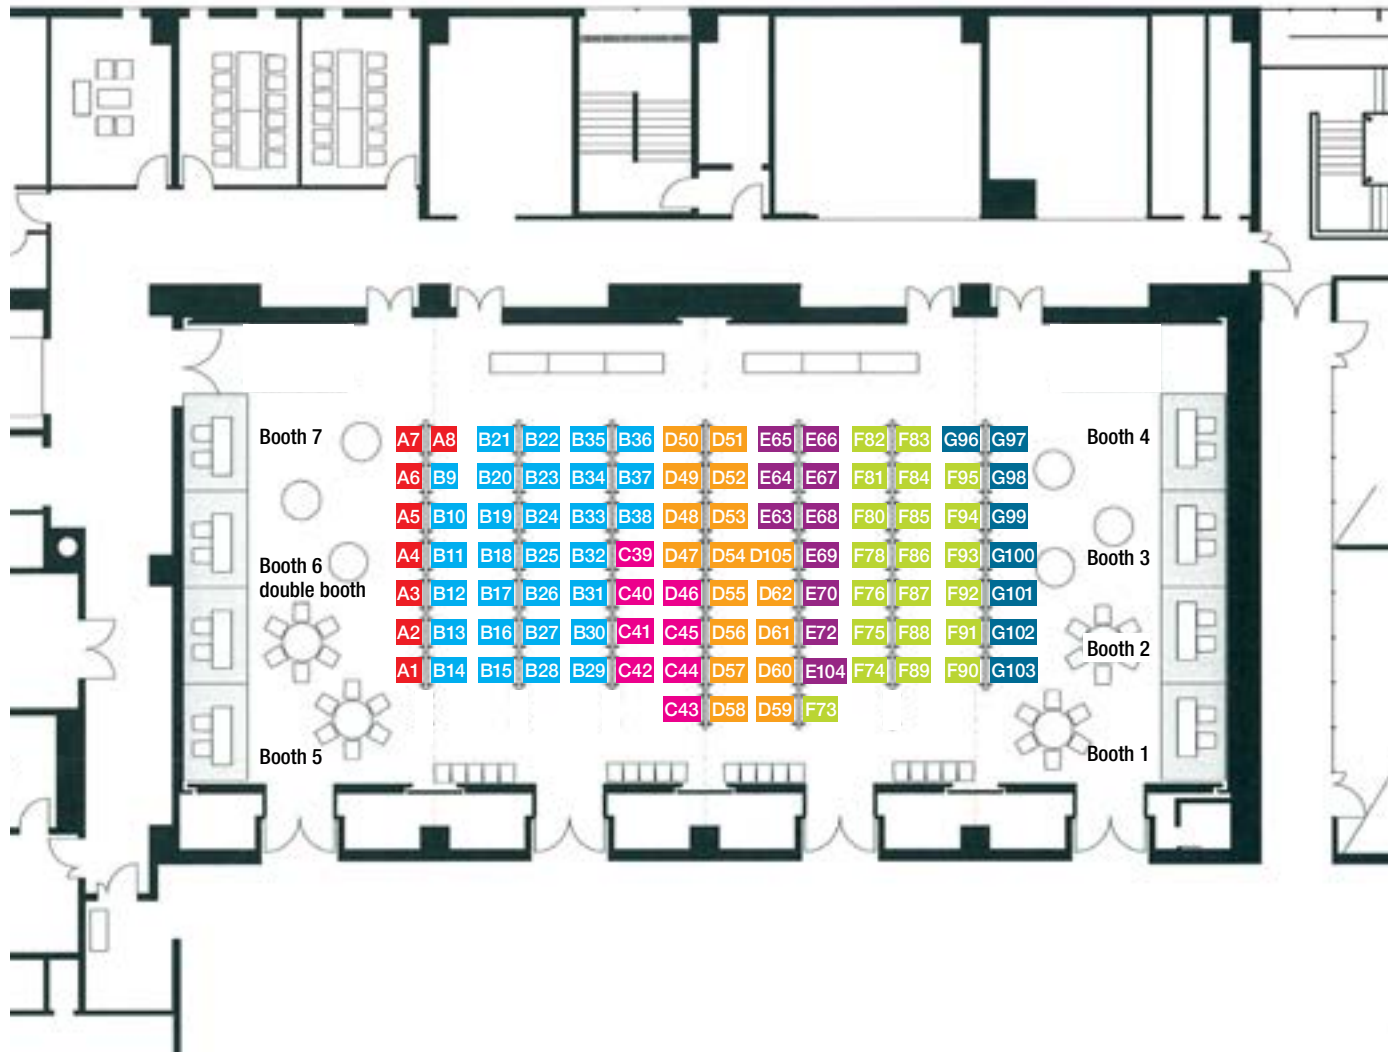 Booth 7 A7 A8 B21 B22 B35 B36 D50 D51 E65 E66 F82 F83 G96 G97 Booth 4
A6 B9 B20 B23 B34 B37 D49 D52 E64 E67 F81 F84 F95 G98
A5 B10 B19 B24 B33 B38 D48 D53 E63 E68 F80 F85 F94 G99
A4 B11 B18 B25 B32 C39 D47 D54 D105 E69 F78 F86 F93 G100 Booth 3
Booth 6
double booth A3 B12 B17 B26 B31 C40 D46 D55 D62 E70 F76 F87 F92 G101
A2 B13 B16 B27 B30 C41 C45 D56 D61 E72 F75 F88 F91 G102 Booth 2
A1 B14 B15 B28 B29 C42 C44 D57 D60 E104 F74 F89 F90 G103
C43 D58 D59 F73
Booth 5 Booth 1